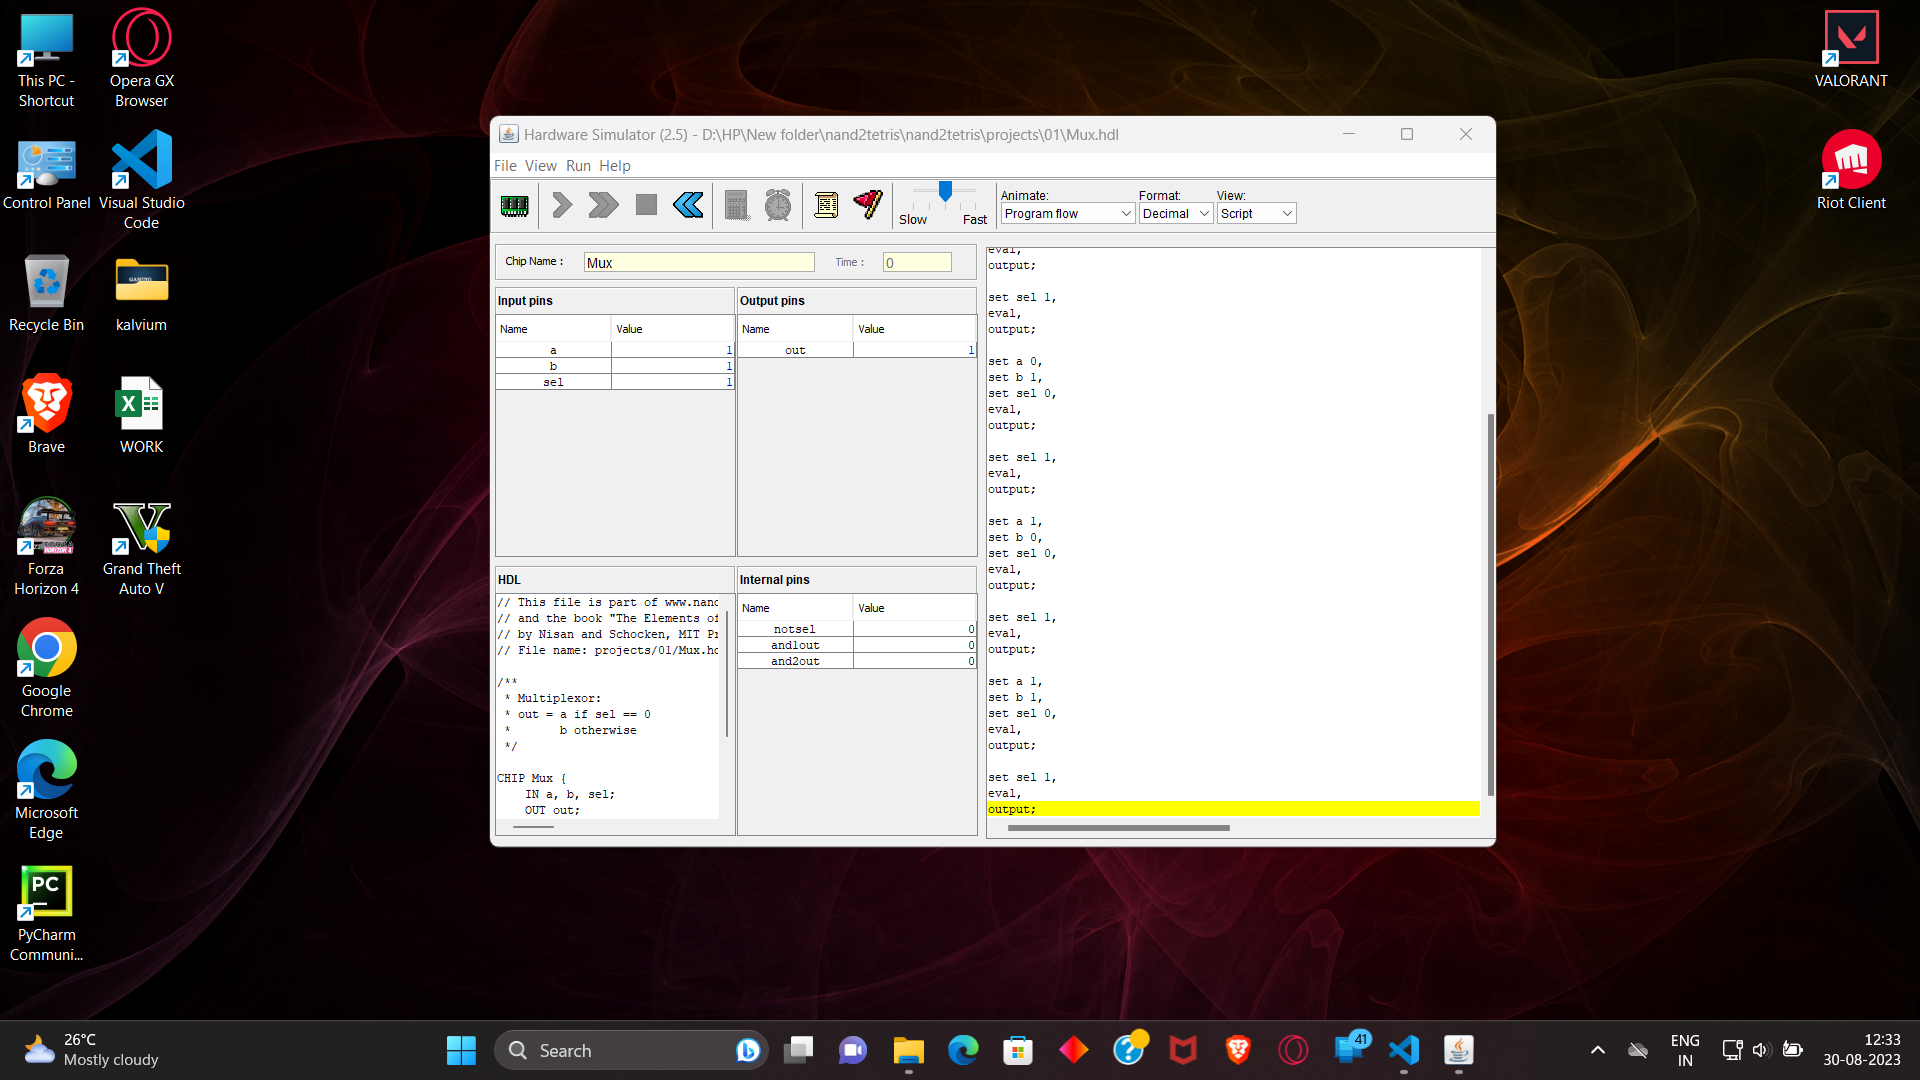 This PC -
Shortcut
Opera GX
Browser
Control Panel
Visual Studio
Code
Recycle Bin
GAMING
kalvium
Brave
WORK
HORIZON 4
Forza
Horizon 4
Grand Theft
Auto V
Google
Chrome
Microsoft
Edge
PC
PyCharm
Communi...
VALORANT
Riot Client
Hardware Simulator (2.5) - D:\HP\New folder\nand2tetris\nand2tetris\projects\01\Mux.hdl
File View Run Help
Slow Fast
Animate: Format: View:
Program flow Decimal Script
Chip Name : Mux Time : 0
Input pins
Name Value
a 1
b 1
sel 1
Output pins
Name Value
out 1
HDL
// This file is part of www.nand
// and the book "The Elements of
// by Nisan and Schocken, MIT Pr
// File name: projects/01/Mux.hd
/**
* Multiplexor:
* out = a if sel == 0
* b otherwise
*/
CHIP Mux {
IN a, b, sel;
OUT out;
Internal pins
Name Value
notsel 0
and1out 0
and2out 0
eval,
output;
set sel 1,
eval,
output;
set a 0,
set b 1,
set sel 0,
eval,
output;
set sel 1,
eval,
output;
set a 1,
set b 0,
set sel 0,
eval,
output;
set sel 1,
eval,
output;
set a 1,
set b 1,
set sel 0,
eval,
output;
set sel 1,
eval,
output;
26°C
Mostly cloudy
Search
41
ENG
IN
12:33
30-08-2023